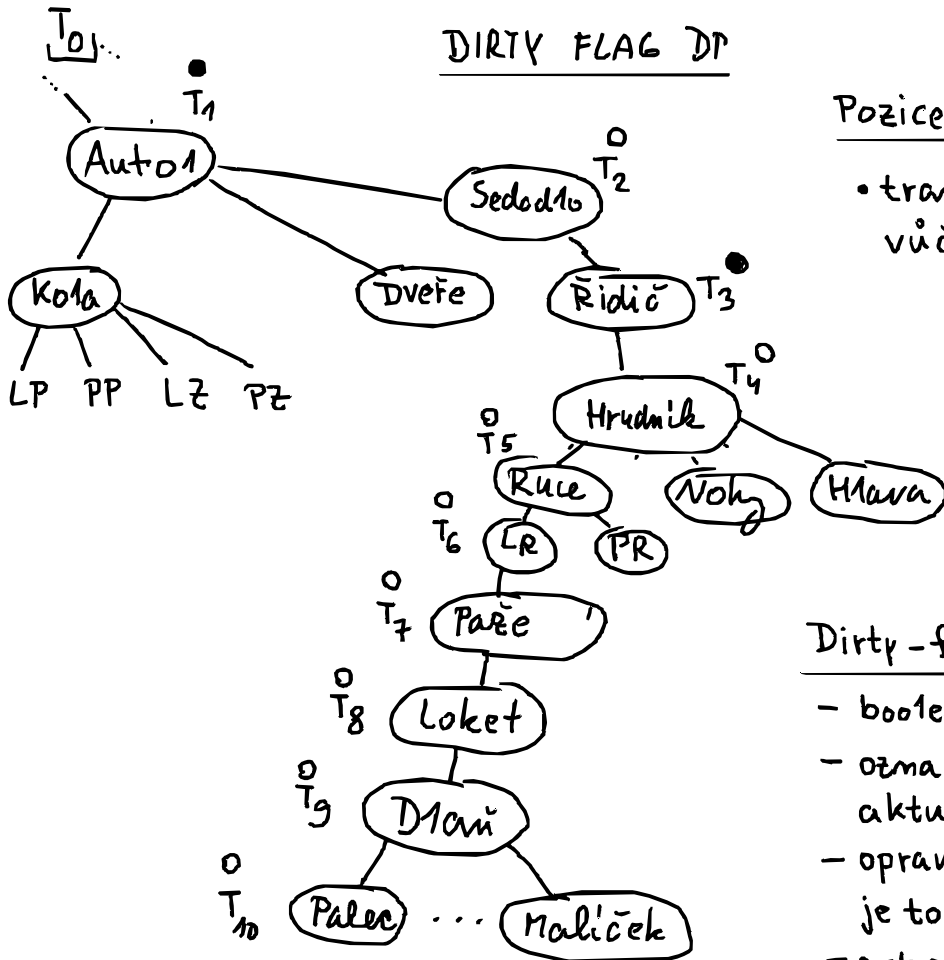 T0
DIRTY FLAG DP
T1
Auto1
T2
Sedadlo
Pozice
• tra
vůč
Kola
Dveře
Řidič
T3
LP PP LZ PZ
T4
Hrudník
T5
Ruce
Nohy
Hlava
T6
LR
PR
T7
Paže
Dirty-f
T8
Loket
– boole
– ozna
aktu
T9
Dlaň
– oprav
je to
T10
Palec ... Malíček